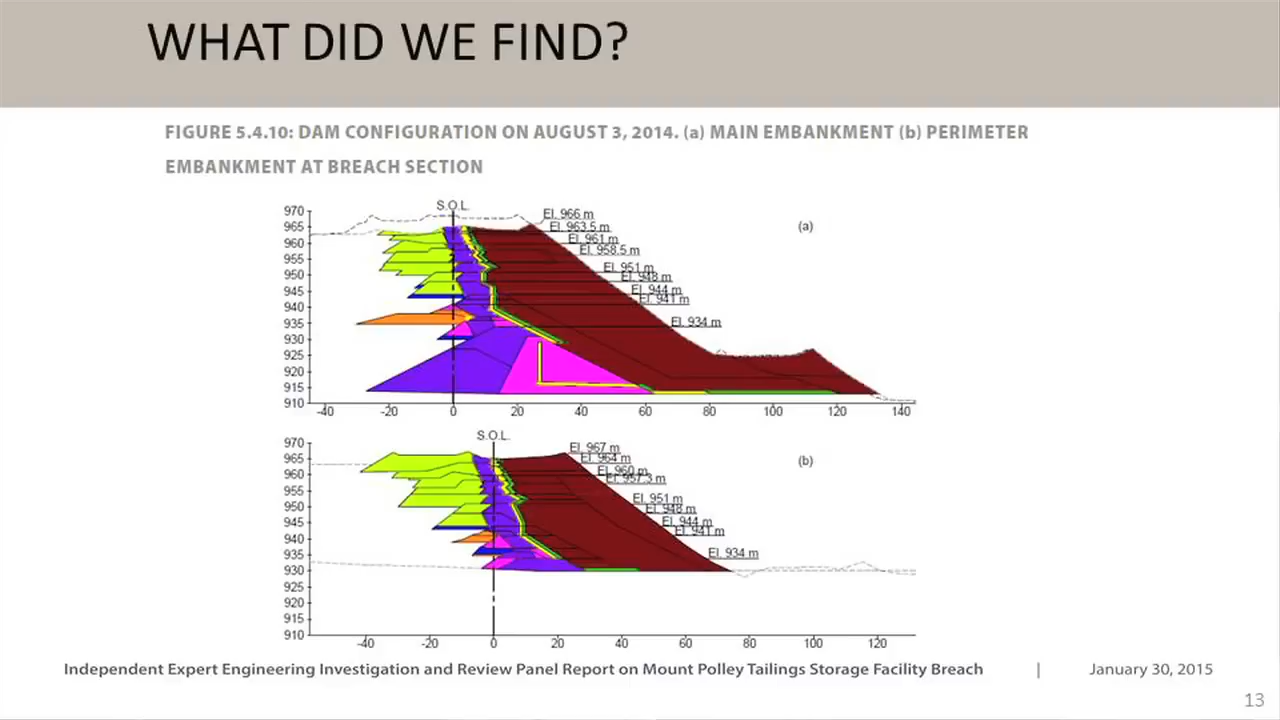 WHAT DID WE FIND?
FIGURE 5.4.10: DAM CONFIGURATION ON AUGUST 3, 2014. (a) MAIN EMBANKMENT (b) PERIMETER
EMBANKMENT AT BREACH SECTION
S.O.L.
(a)
970
965
960
955
950
945
940
935
930
925
920
915
910
El. 966 m
El. 963.5 m
El. 961 m
El. 958.5 m
El. 951 m
El. 948 m
El. 944 m
El. 941 m
El. 934 m
-40 -20 0 20 40 60 80 100 120 140
S.O.L.
(b)
970
965
960
955
950
945
940
935
930
925
920
915
910
El. 967 m
El. 964 m
El. 960 m
El. 957.3 m
El. 951 m
El. 948 m
El. 944 m
El. 941 m
El. 934 m
-40 -20 0 20 40 60 80 100 120
Independent Expert Engineering Investigation and Review Panel Report on Mount Polley Tailings Storage Facility Breach | January 30, 2015
13